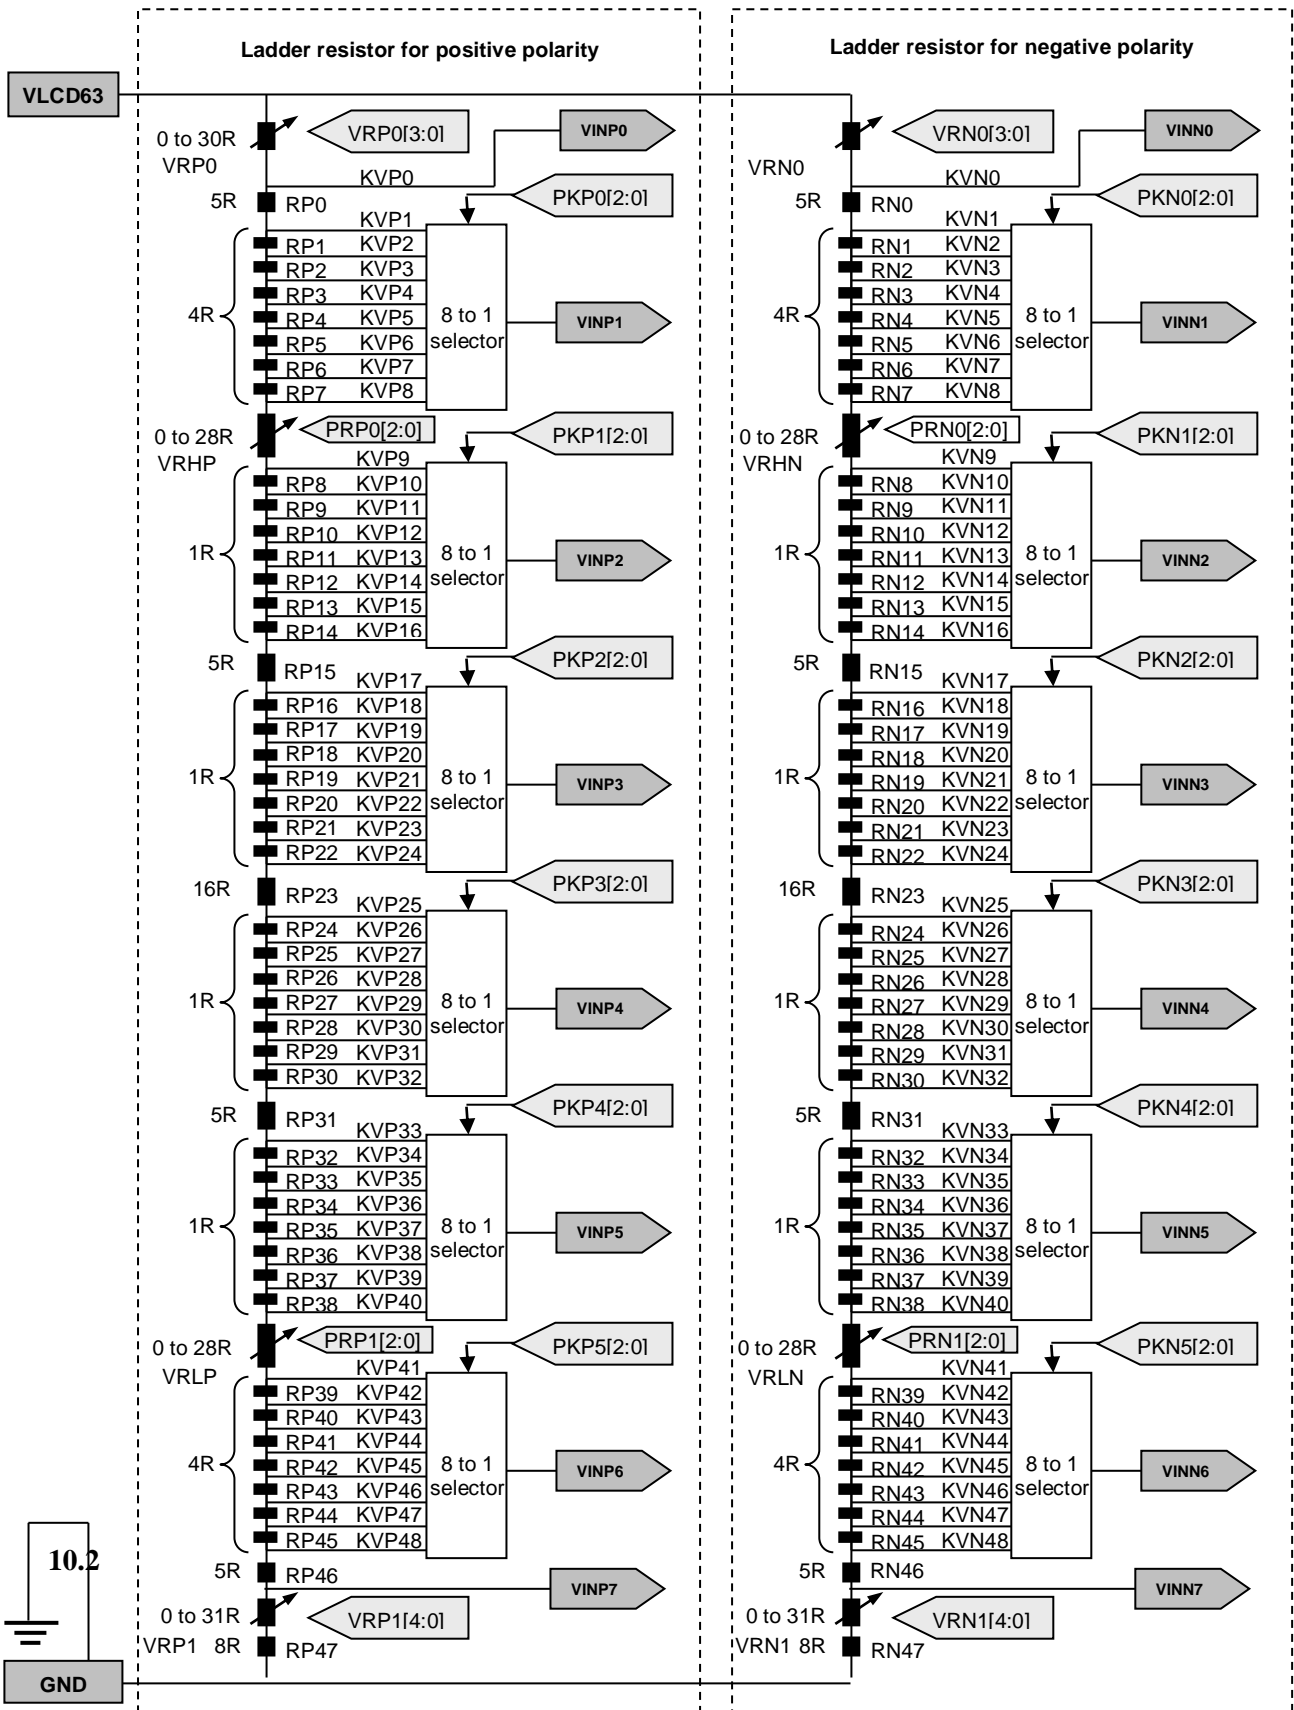 Ladder resistor for positive polarity
VLCD63
0 to 30R
VRP0
VRP0[3:0]
VINP0
KVP0
5R
RP0
PKP0[2:0]
KVP1
RP1 KVP2
RP2 KVP3
RP3 KVP4
4R
RP4 KVP5
RP5 KVP6
RP6 KVP7
RP7 KVP8
8 to 1
selector
VINP1
0 to 28R
VRHP
PRP0[2:0]
PKP1[2:0]
KVP9
RP8 KVP10
RP9 KVP11
RP10 KVP12
1R
RP11 KVP13
RP12 KVP14
RP13 KVP15
RP14 KVP16
8 to 1
selector
VINP2
5R
RP15
PKP2[2:0]
KVP17
RP16 KVP18
RP17 KVP19
RP18 KVP20
1R
RP19 KVP21
RP20 KVP22
RP21 KVP23
RP22 KVP24
8 to 1
selector
VINP3
16R
RP23
PKP3[2:0]
KVP25
RP24 KVP26
RP25 KVP27
RP26 KVP28
1R
RP27 KVP29
RP28 KVP30
RP29 KVP31
RP30 KVP32
8 to 1
selector
VINP4
5R
RP31
PKP4[2:0]
KVP33
RP32 KVP34
RP33 KVP35
RP34 KVP36
1R
RP35 KVP37
RP36 KVP38
RP37 KVP39
RP38 KVP40
8 to 1
selector
VINP5
0 to 28R
VRLP
PRP1[2:0]
PKP5[2:0]
KVP41
RP39 KVP42
RP40 KVP43
RP41 KVP44
4R
RP42 KVP45
RP43 KVP46
RP44 KVP47
RP45 KVP48
8 to 1
selector
VINP6
10.2
5R
RP46
VINP7
0 to 31R
VRP1[4:0]
VRP1 8R RP47
GND
Ladder resistor for negative polarity
VRN0
VRN0[3:0]
VINN0
KVN0
5R
RN0
PKN0[2:0]
KVN1
RN1 KVN2
RN2 KVN3
RN3 KVN4
4R
RN4 KVN5
RN5 KVN6
RN6 KVN7
RN7 KVN8
8 to 1
selector
VINN1
0 to 28R
VRHN
PRN0[2:0]
PKN1[2:0]
KVN9
RN8 KVN10
RN9 KVN11
RN10 KVN12
1R
RN11 KVN13
RN12 KVN14
RN13 KVN15
RN14 KVN16
8 to 1
selector
VINN2
5R
RN15
PKN2[2:0]
KVN17
RN16 KVN18
RN17 KVN19
RN18 KVN20
1R
RN19 KVN21
RN20 KVN22
RN21 KVN23
RN22 KVN24
8 to 1
selector
VINN3
16R
RN23
PKN3[2:0]
KVN25
RN24 KVN26
RN25 KVN27
RN26 KVN28
1R
RN27 KVN29
RN28 KVN30
RN29 KVN31
RN30 KVN32
8 to 1
selector
VINN4
5R
RN31
PKN4[2:0]
KVN33
RN32 KVN34
RN33 KVN35
RN34 KVN36
1R
RN35 KVN37
RN36 KVN38
RN37 KVN39
RN38 KVN40
8 to 1
selector
VINN5
0 to 28R
VRLN
PRN1[2:0]
PKN5[2:0]
KVN41
RN39 KVN42
RN40 KVN43
RN41 KVN44
4R
RN42 KVN45
RN43 KVN46
RN44 KVN47
RN45 KVN48
8 to 1
selector
VINN6
5R
RN46
VINN7
0 to 31R
VRN1[4:0]
VRN1 8R RN47